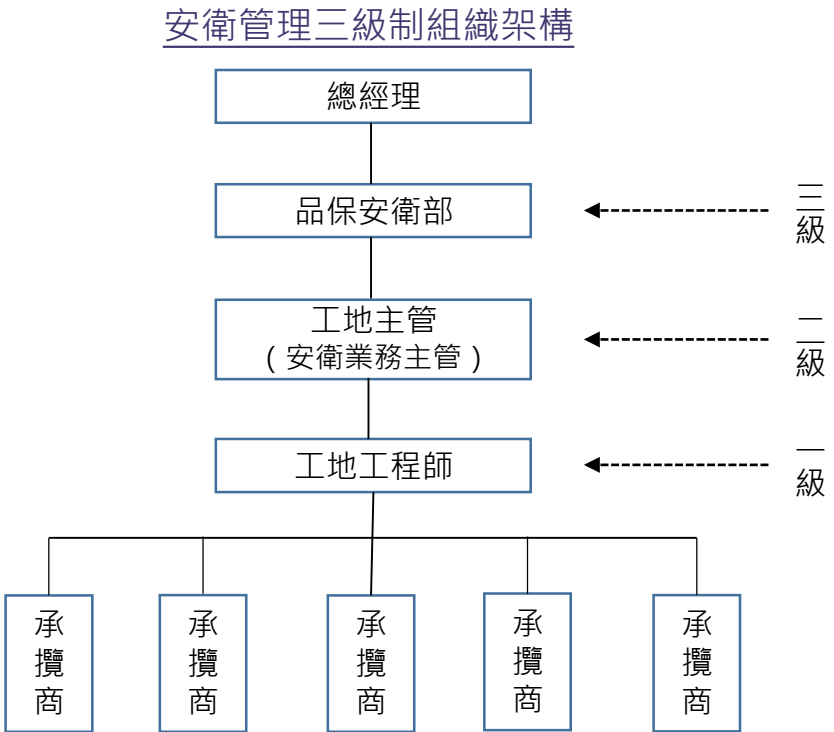 安衛管理三級制組織架構
總經理
品保安衛部
三級
工地主管
(安衛業務主管)
二級
工地工程師
一級
承攬商
承攬商
承攬商
承攬商
承攬商